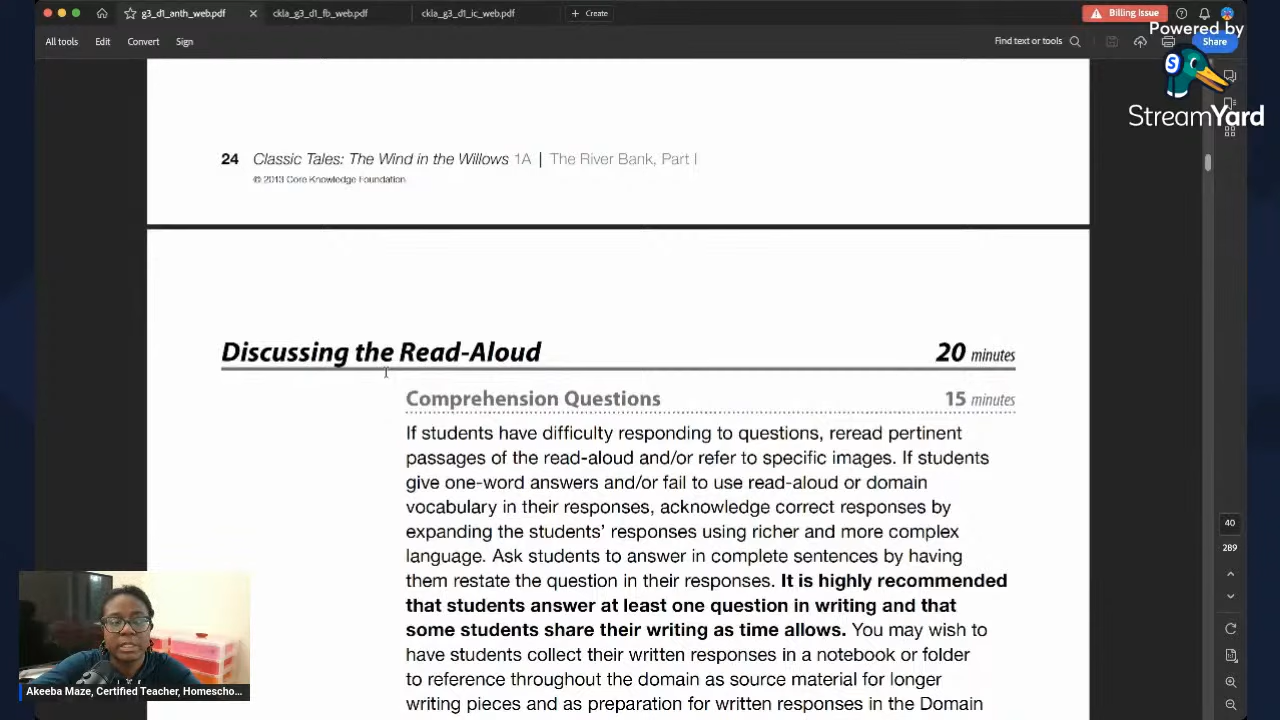 g3_d1_anth_web.pdf
ckla_g3_d1_fb_web.pdf
ckla_g3_d1_ic_web.pdf
Create
Billing Issue
Powered by
All tools
Edit
Convert
Sign
Find text or tools
Share
StreamYard
24 Classic Tales: The Wind in the Willows 1A | The River Bank, Part I
© 2013 Core Knowledge Foundation
Discussing the Read-Aloud 20 minutes
Comprehension Questions 15 minutes
If students have difficulty responding to questions, reread pertinent
passages of the read-aloud and/or refer to specific images. If students
give one-word answers and/or fail to use read-aloud or domain
vocabulary in their responses, acknowledge correct responses by
expanding the students' responses using richer and more complex
language. Ask students to answer in complete sentences by having
them restate the question in their responses. It is highly recommended
that students answer at least one question in writing and that
some students share their writing as time allows. You may wish to
have students collect their written responses in a notebook or folder
to reference throughout the domain as source material for longer
writing pieces and as preparation for written responses in the Domain
40
289
Akeeba Maze, Certified Teacher, Homescho...